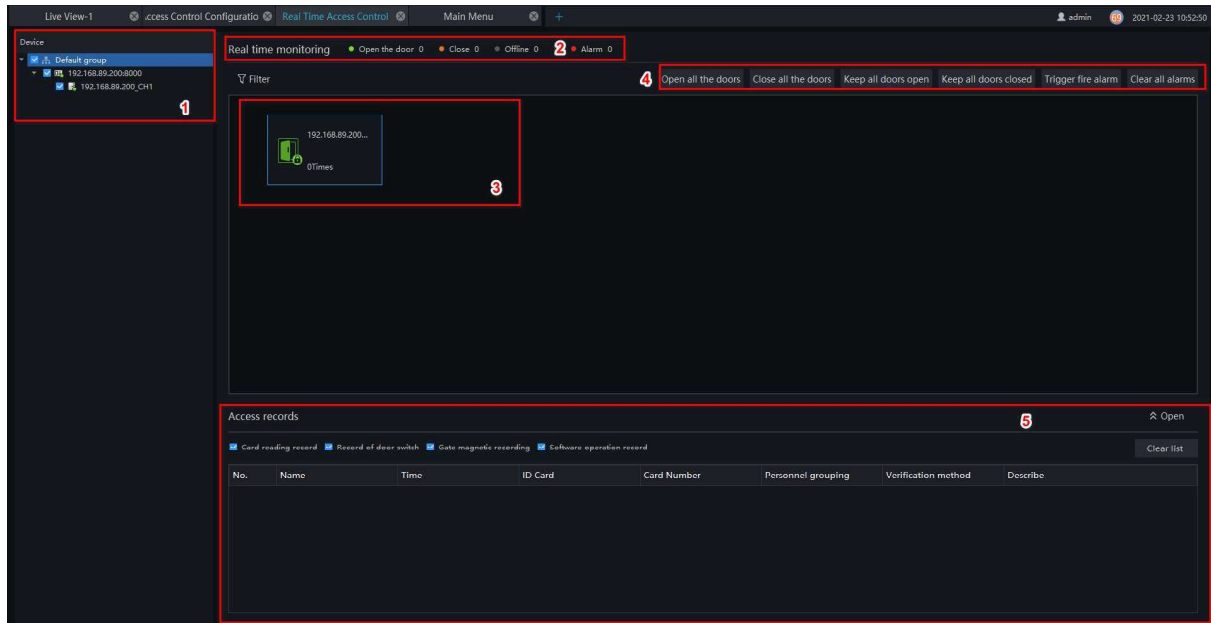 Live View-1 .ccess Control Configuratio Real Time Access Control Main Menu + admin 69 2021-02-23 10:52:50
Device
Default group
192.168.89.200:8000
192.168.89.200_CH1
1
Real time monitoring Open the door 0 Close 0 Offline 0 2 Alarm 0
Filter 4 Open all the doors Close all the doors Keep all doors open Keep all doors closed Trigger fire alarm Clear all alarms
192.168.89.200...
0Times
3
Access records 5 Open
Card reading record Record of door switch Gate magnetic recording Software operation record Clear list
No. Name Time ID Card Card Number Personnel grouping Verification method Describe